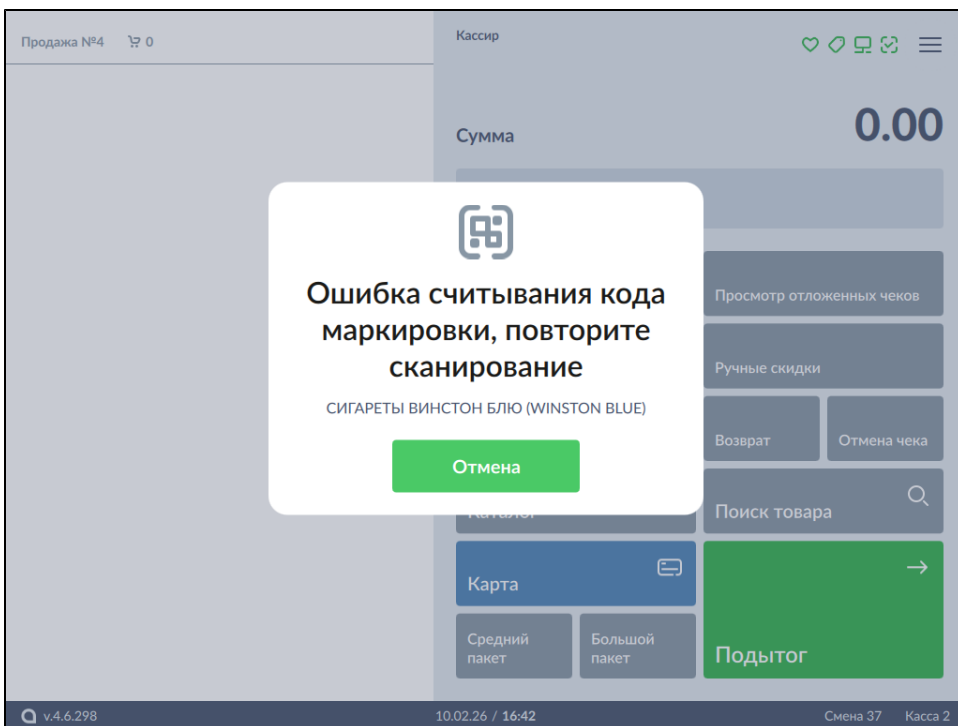 Продажа №4 0
Кассир
Сумма
0.00
Ошибка считывания кода
маркировки, повторите
сканирование
СИГАРЕТЫ ВИНСТОН БЛЮ (WINSTON BLUE)
Отмена
Просмотр отложенных чеков
Ручные скидки
Возврат
Отмена чека
Каталог
Поиск товара
Карта
Средний
пакет
Большой
пакет
Подытог
v.4.6.298
10.02.26 / 16:42
Смена 37
Касса 2